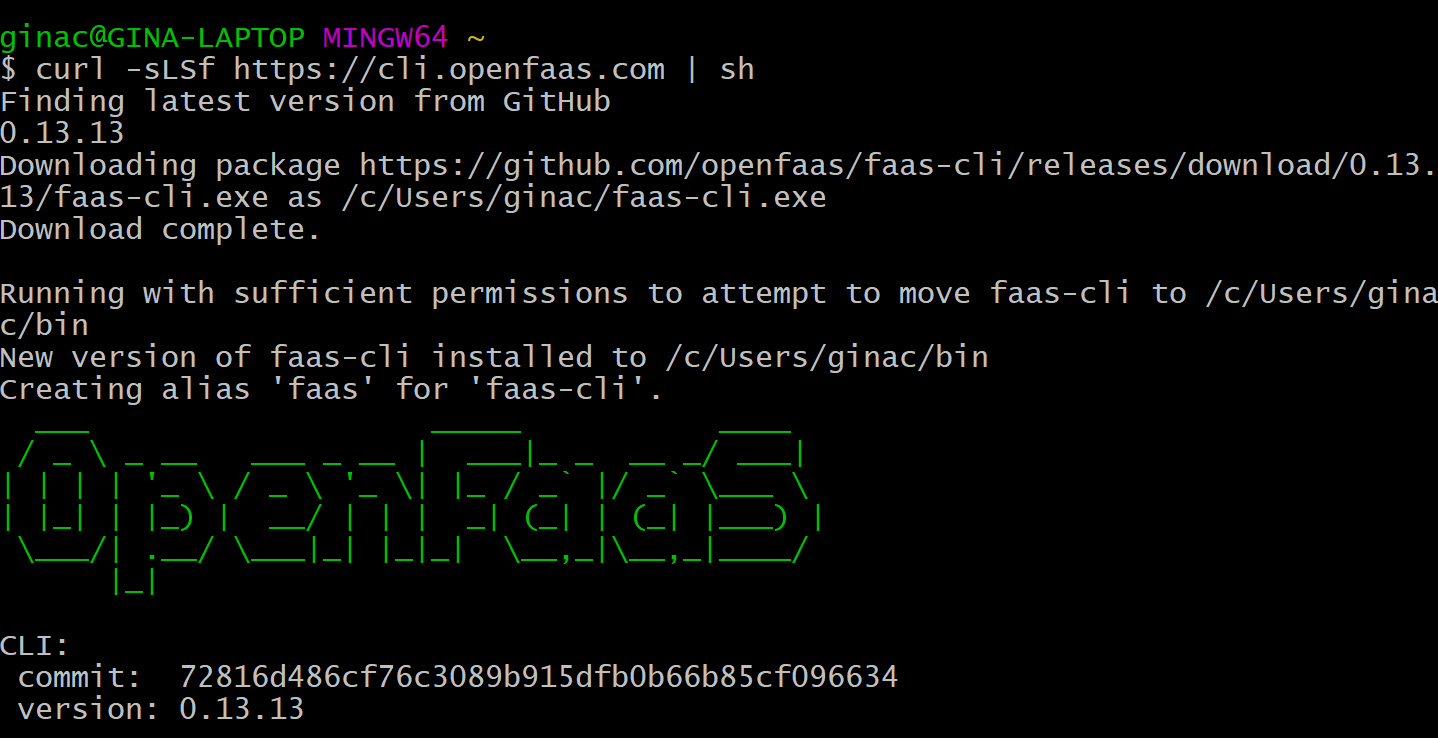 ginac@GINA-LAPTOP MINGW64 ~
$ curl -sLSf https://cli.openfaas.com | sh
Finding latest version from GitHub
0.13.13
Downloading package https://github.com/openfaas/faas-cli/releases/download/0.13.
13/faas-cli.exe as /c/Users/ginac/faas-cli.exe
Download complete.
Running with sufficient permissions to attempt to move faas-cli to /c/Users/gina
c/bin
New version of faas-cli installed to /c/Users/ginac/bin
Creating alias 'faas' for 'faas-cli'.
OpenFaaS
CLI:
commit:  72816d486cf76c3089b915dfb0b66b85cf096634
version: 0.13.13